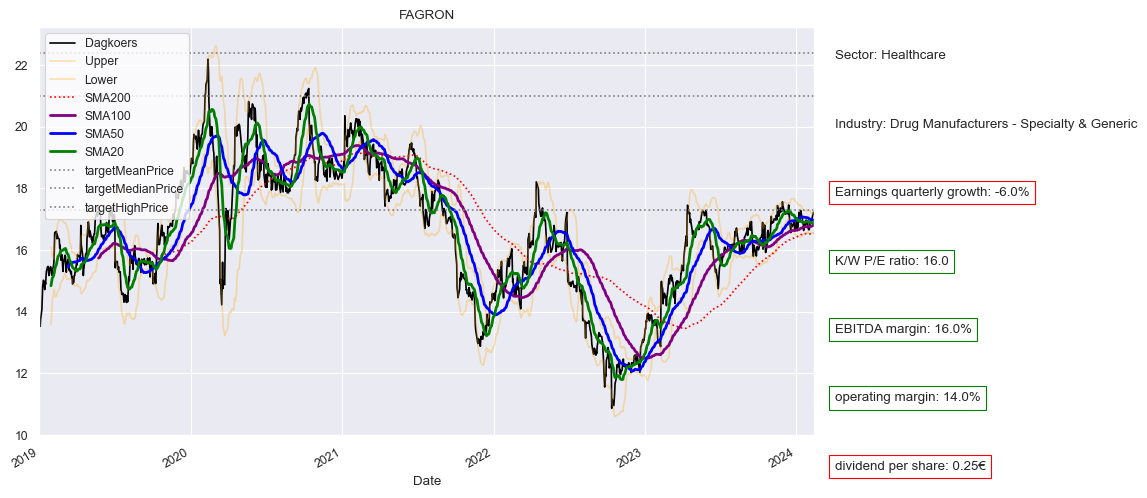 FAGRON
Dagkoers
Upper
Lower
SMA200
SMA100
SMA50
SMA20
targetMeanPrice
targetMedianPrice
targetHighPrice
22
20
18
16
14
12
10
2019
2020
2021
2022
2023
2024
Date
Sector: Healthcare
Industry: Drug Manufacturers - Specialty & Generic
Earnings quarterly growth: -6.0%
K/W P/E ratio: 16.0
EBITDA margin: 16.0%
operating margin: 14.0%
dividend per share: 0.25€